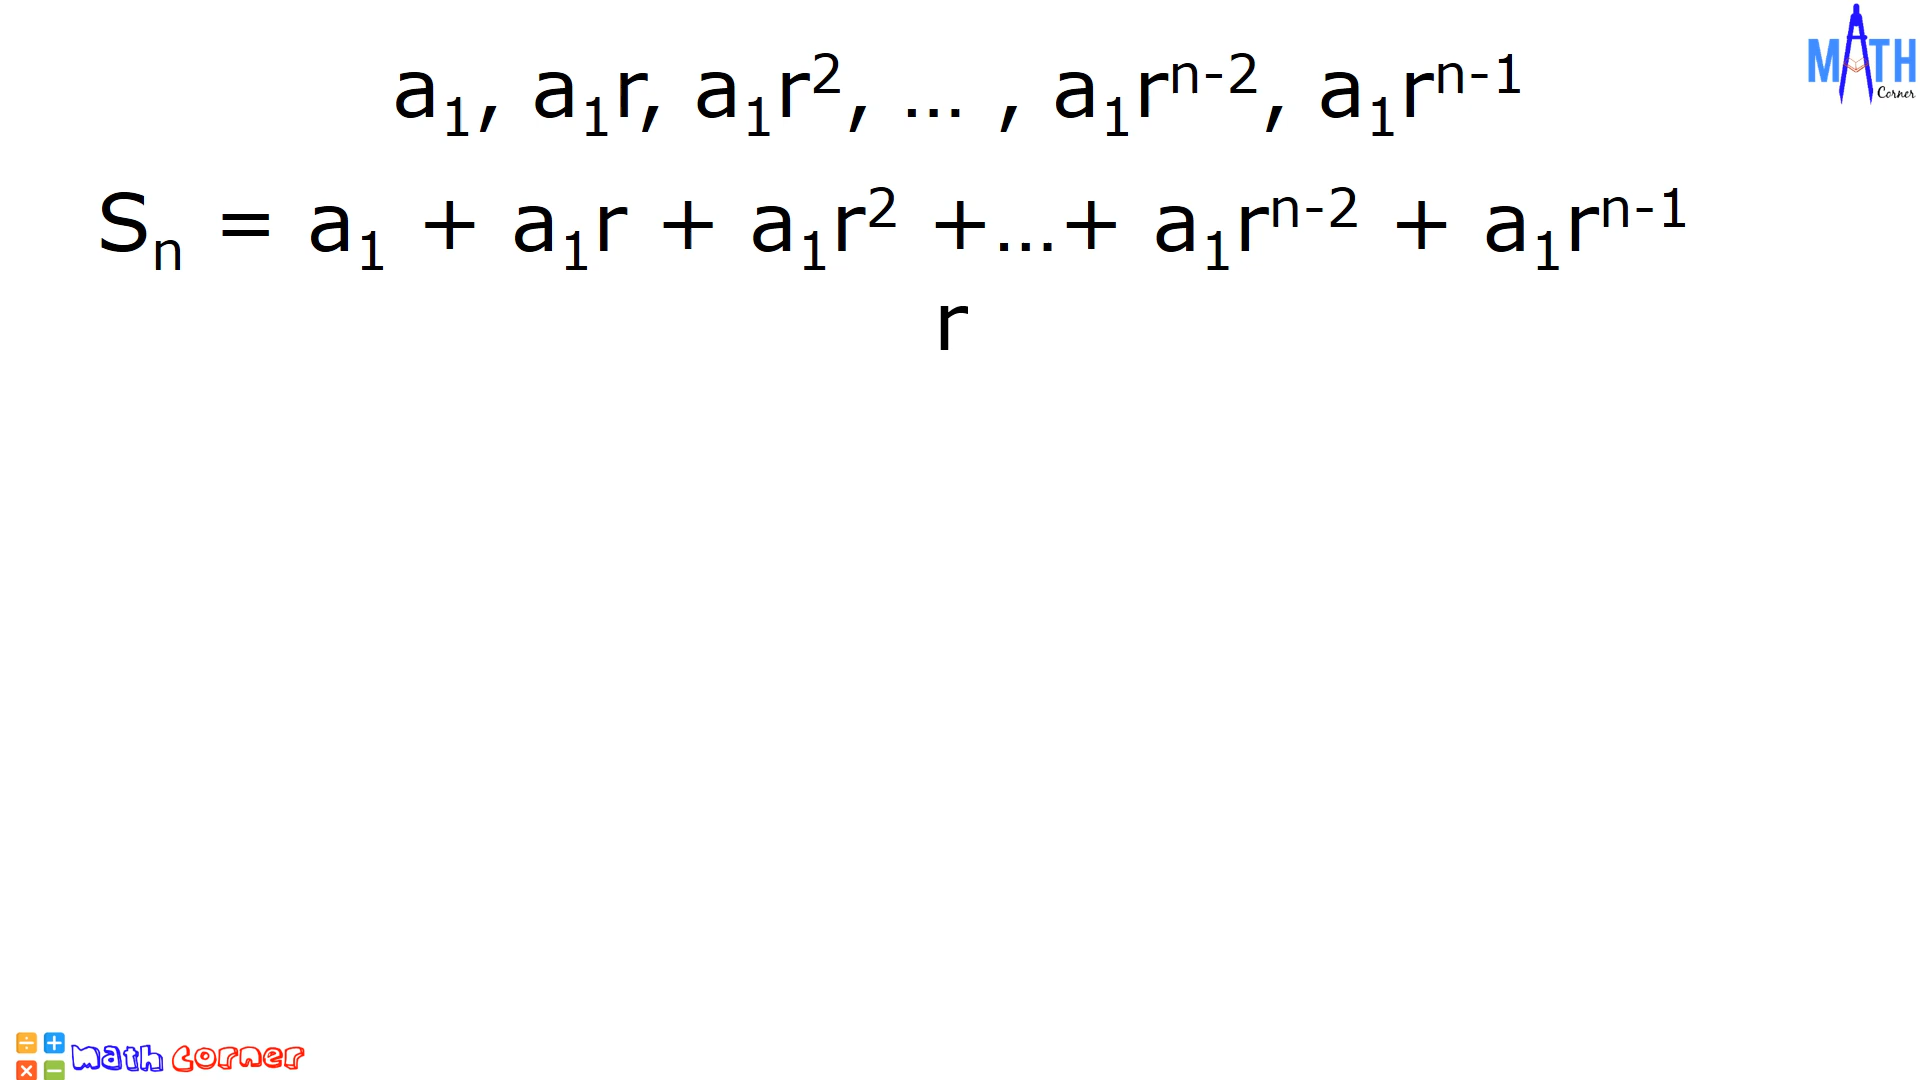 a₁, a₁r, a₁r², … , a₁rⁿ⁻², a₁rⁿ⁻¹
MATH
Corner
Sₙ = a₁ + a₁r + a₁r² +…+ a₁rⁿ⁻² + a₁rⁿ⁻¹
r
÷ + × − math corner